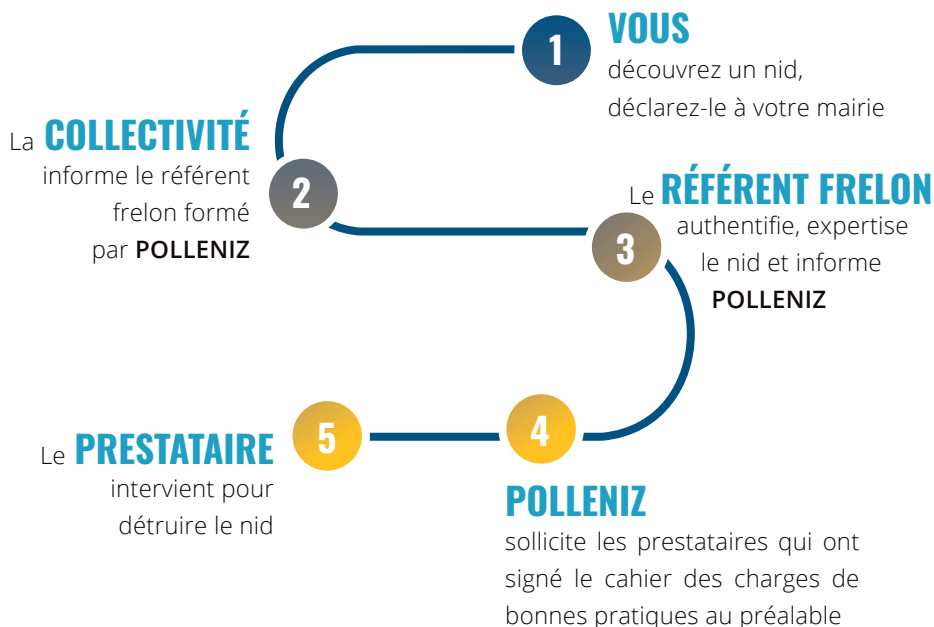 1
VOUS
découvrez un nid,
déclarez-le à votre mairie
La COLLECTIVITÉ
informe le référent
frelon formé
par POLLENIZ
2
Le RÉFÉRENT FRELON
authentifie, expertise
le nid et informe
POLLENIZ
3
4
POLLENIZ
sollicite les prestataires qui ont
signé le cahier des charges de
bonnes pratiques au préalable
Le PRESTATAIRE
intervient pour
détruire le nid
5